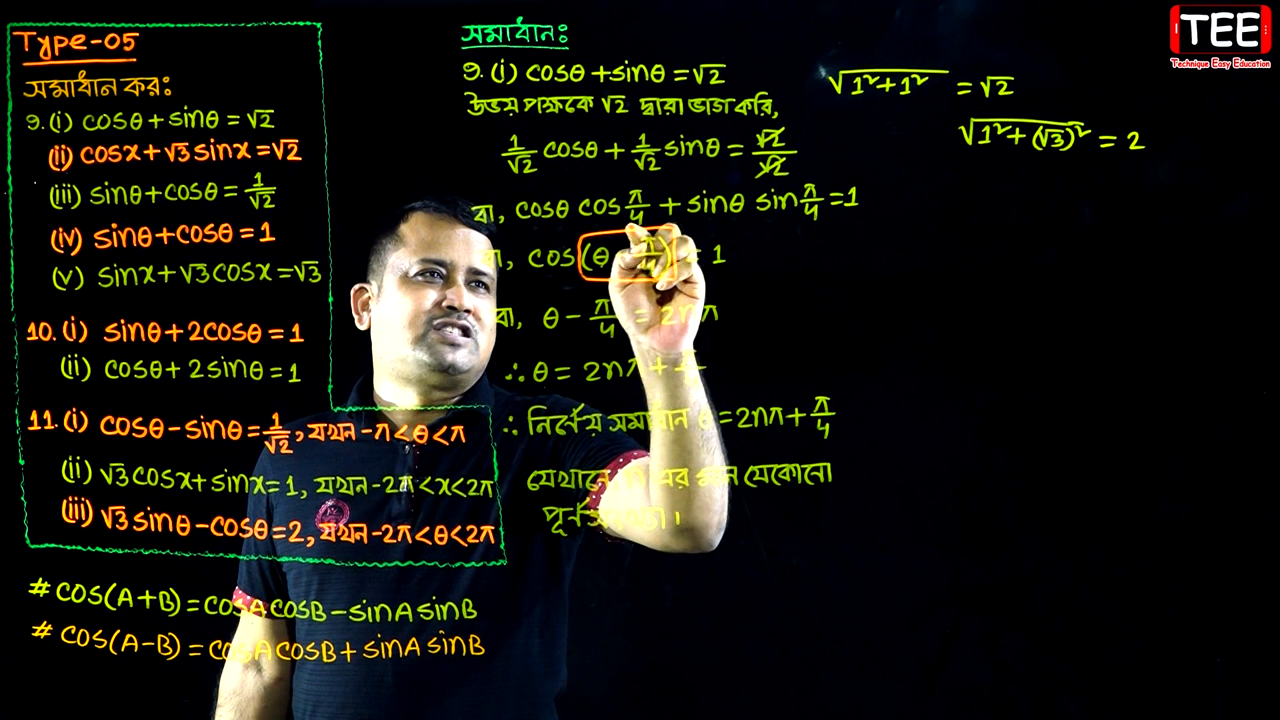 Type-05
সমাধান কর:
9. (i) cosθ + sinθ = √2
(ii) cosx + √3 sinx = √2
(iii) sinθ + cosθ = 1/√2
(iv) sinθ + cosθ = 1
(v) sinx + √3 cosx = √3
10. (i) sinθ + 2cosθ = 1
(ii) cosθ + 2sinθ = 1
11. (i) cosθ - sinθ = 1/√2, যখন -π < θ < π
(ii) √3 cosx + sinx = 1, যখন -2π < x < 2π
(iii) √3 sinθ - cosθ = 2, যখন -2π < θ < 2π
# cos(A+B) = cosA cosB - sinA sinB
# cos(A-B) = cosA cosB + sinA sinB
সমাধান:
9. (i) cosθ + sinθ = √2
উভয় পক্ষকে √2 দ্বারা ভাগ করি,
1/√2 cosθ + 1/√2 sinθ = √2/√2
বা, cosθ cos π/4 + sinθ sin π/4 = 1
বা, cos(θ π/4) = 1
বা, θ - π/4 = 2nπ
∴ θ = 2nπ +
∴ নির্ণেয় সমাধান θ = 2nπ + π/4
যেখানে এর মান যেকোনো
√1² + 1² = √2
√1² + (√3)² = 2
TEE
Technique Easy Education